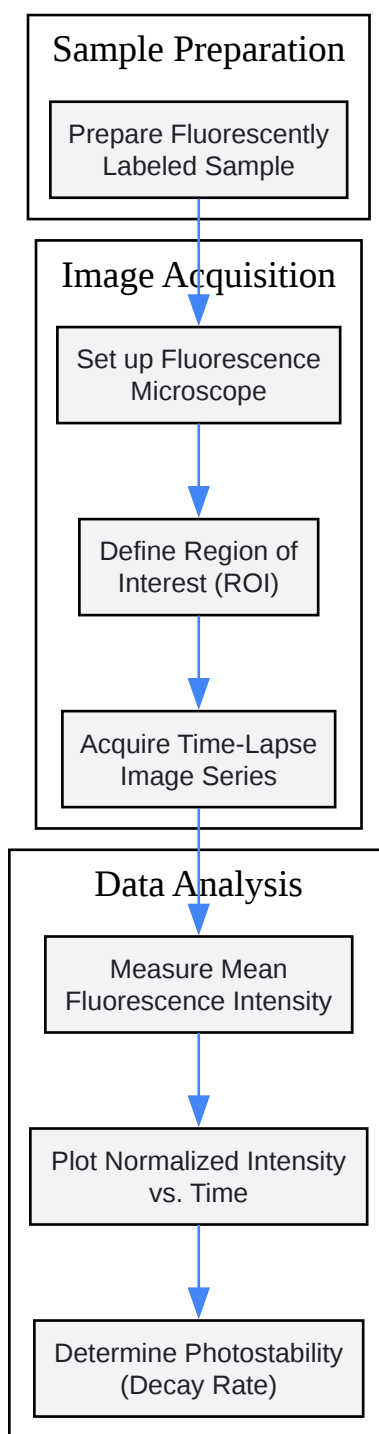 Sample Preparation
Prepare Fluorescently
Labeled Sample
Image Acquisition
Set up Fluorescence
Microscope
Define Region of
Interest (ROI)
Acquire Time-Lapse
Image Series
Data Analysis
Measure Mean
Fluorescence Intensity
Plot Normalized Intensity
vs. Time
Determine Photostability
(Decay Rate)